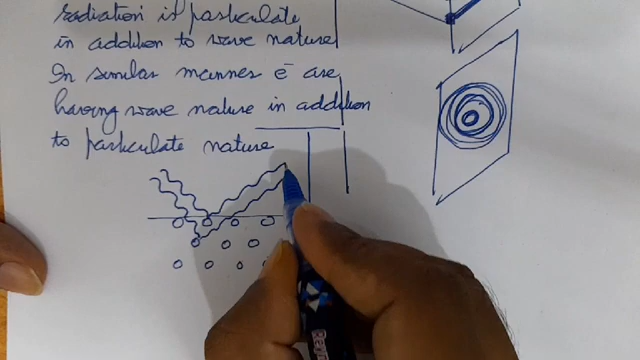 radiation is particulate
in addition to wave nature
In similar manner ē are
having wave nature in addition
to particulate nature